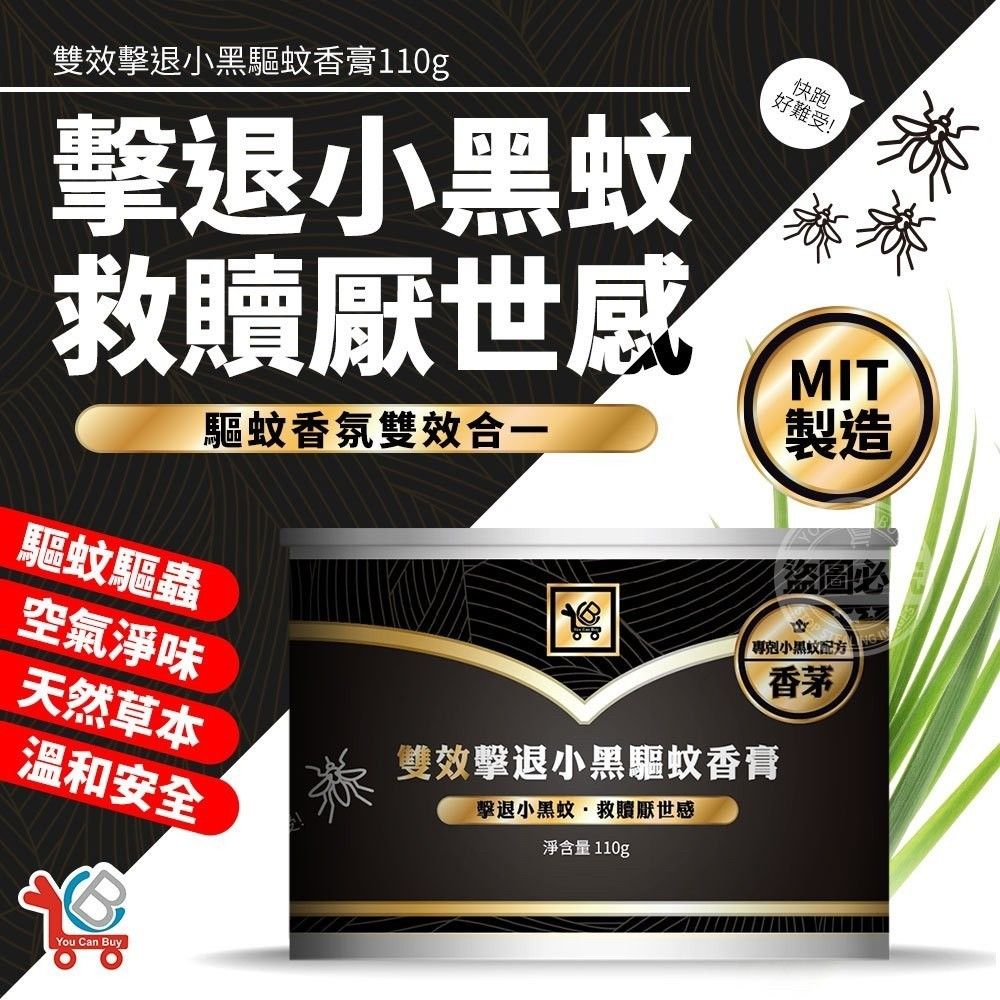 雙效擊退小黑驅蚊香膏110g
快跑
好難受!
擊退小黑蚊
救贖厭世感
驅蚊香氛雙效合一
MIT
製造
驅蚊驅蟲
空氣淨味
天然草本
溫和安全
You Can Buy
盜圖必
You Can Buy
專剋小黑蚊配方
香茅
雙效擊退小黑驅蚊香膏
擊退小黑蚊·救贖厭世感
淨含量 110g